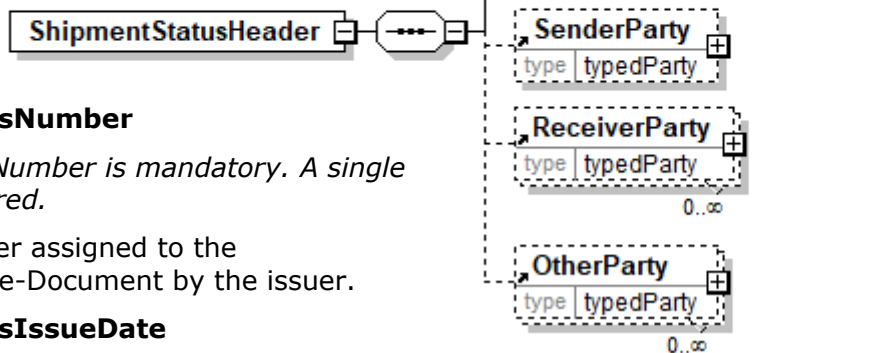 ShipmentStatusHeader
SenderParty
type typedParty
sNumber
ReceiverParty
type typedParty
Number is mandatory. A single
red.
0..∞
er assigned to the
e-Document by the issuer.
OtherParty
type typedParty
sIssueDate
0..∞